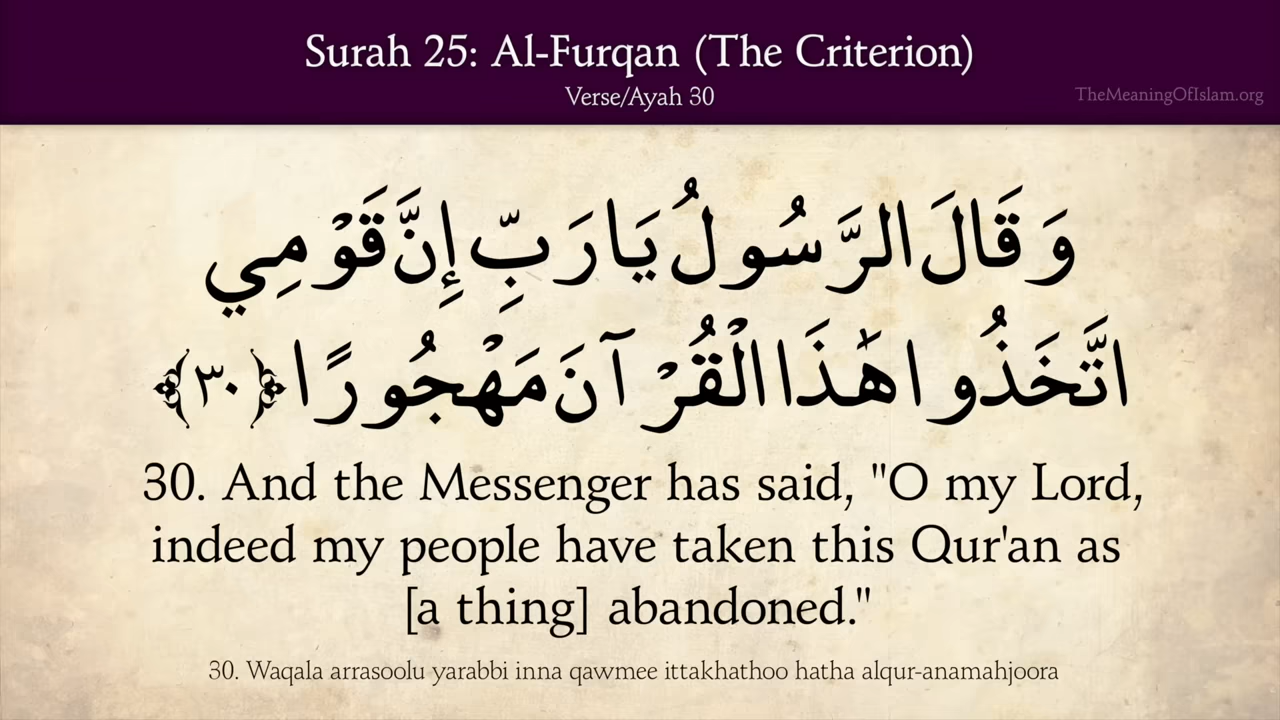 Surah 25: Al-Furqan (The Criterion)
Verse/Ayah 30
TheMeaningOfIslam.org
وَقَالَ الرَّسُولُ يَا رَبِّ إِنَّ قَوْمِي
اتَّخَذُوا هَٰذَا الْقُرْآنَ مَهْجُورًا ﴿٣٠﴾
30. And the Messenger has said, "O my Lord,
indeed my people have taken this Qur'an as
[a thing] abandoned."
30. Waqala arrasoolu yarabbi inna qawmee ittakhathoo hatha alqur-anamahjoora